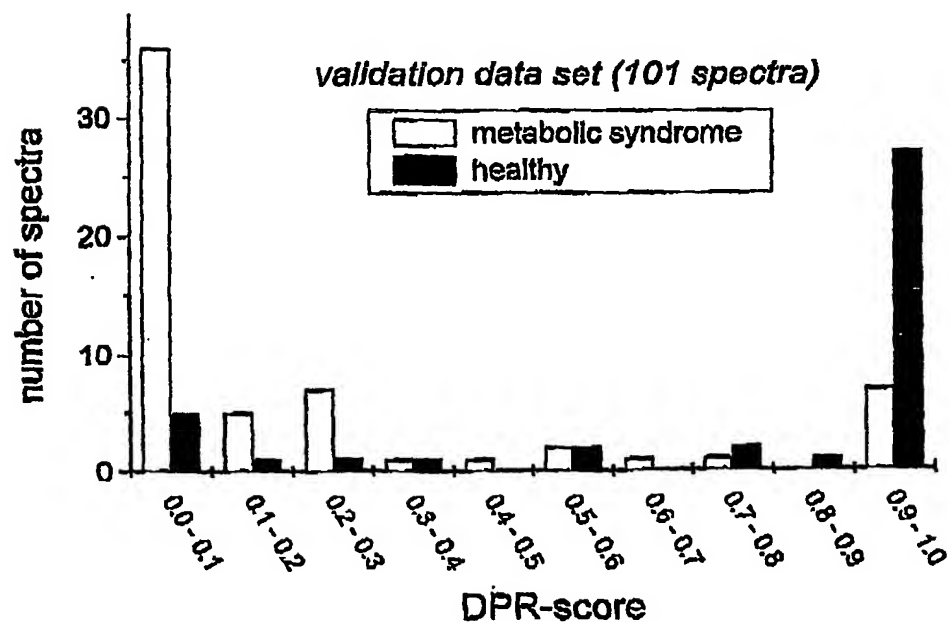 validation data set (101 spectra)
metabolic syndrome
healthy
number of spectra
30
20
10
0
0.0 - 0.1
0.1 - 0.2
0.2 - 0.3
0.3 - 0.4
0.4 - 0.5
0.5 - 0.6
0.6 - 0.7
0.7 - 0.8
0.8 - 0.9
0.9 - 1.0
DPR-score